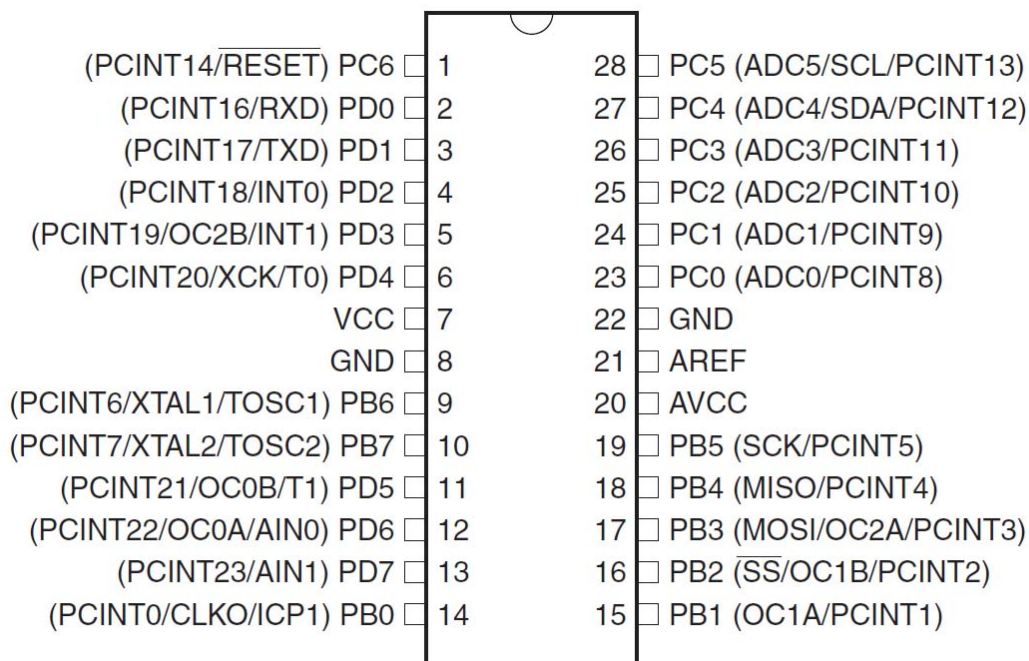 (PCINT14/RESET) PC6 1 28 PC5 (ADC5/SCL/PCINT13)
(PCINT16/RXD) PD0 2 27 PC4 (ADC4/SDA/PCINT12)
(PCINT17/TXD) PD1 3 26 PC3 (ADC3/PCINT11)
(PCINT18/INT0) PD2 4 25 PC2 (ADC2/PCINT10)
(PCINT19/OC2B/INT1) PD3 5 24 PC1 (ADC1/PCINT9)
(PCINT20/XCK/T0) PD4 6 23 PC0 (ADC0/PCINT8)
VCC 7 22 GND
GND 8 21 AREF
(PCINT6/XTAL1/TOSC1) PB6 9 20 AVCC
(PCINT7/XTAL2/TOSC2) PB7 10 19 PB5 (SCK/PCINT5)
(PCINT21/OC0B/T1) PD5 11 18 PB4 (MISO/PCINT4)
(PCINT22/OC0A/AIN0) PD6 12 17 PB3 (MOSI/OC2A/PCINT3)
(PCINT23/AIN1) PD7 13 16 PB2 (SS/OC1B/PCINT2)
(PCINT0/CLKO/ICP1) PB0 14 15 PB1 (OC1A/PCINT1)